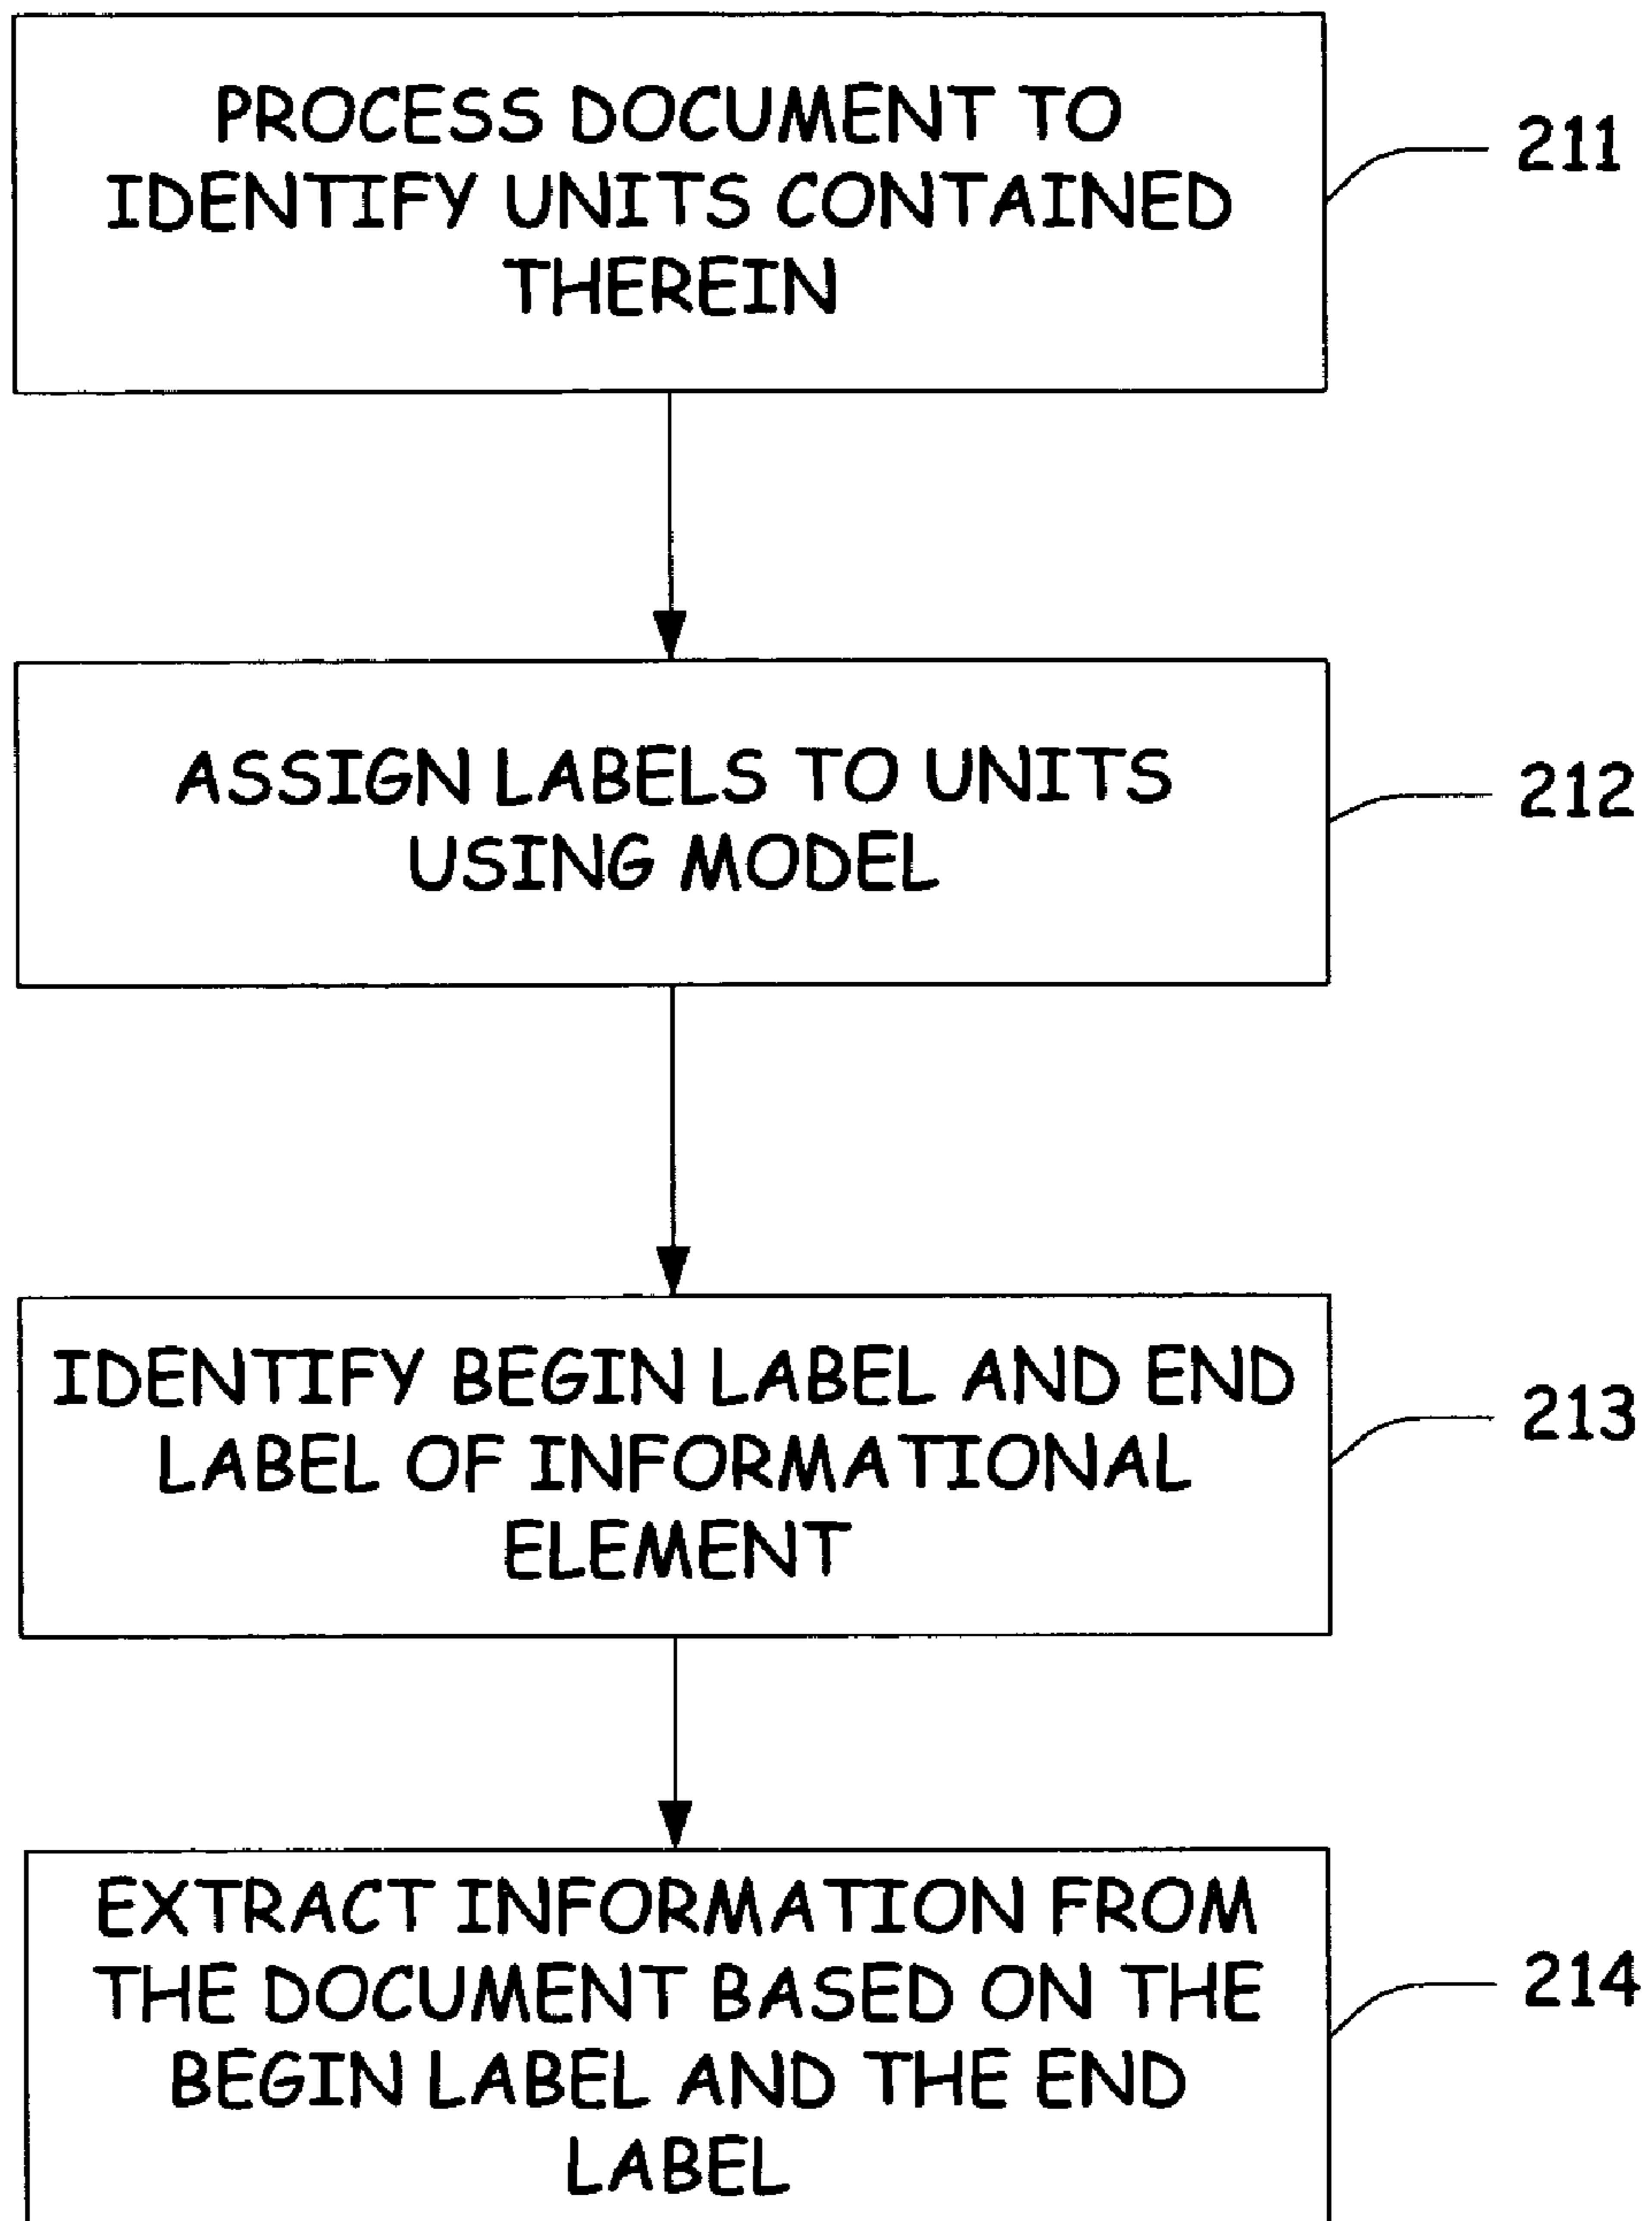 PROCESS DOCUMENT TO
IDENTIFY UNITS CONTAINED
THEREIN
211
ASSIGN LABELS TO UNITS
USING MODEL
212
IDENTIFY BEGIN LABEL AND END
LABEL OF INFORMATIONAL
ELEMENT
213
EXTRACT INFORMATION FROM
THE DOCUMENT BASED ON THE
BEGIN LABEL AND THE END
LABEL
214